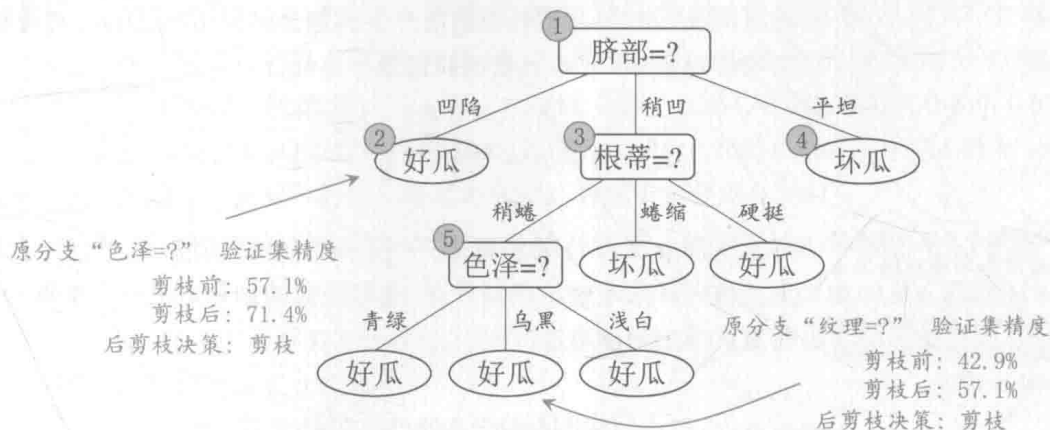 1
脐部=?
凹陷 稍凹 平坦
2 好瓜
3 根蒂=?
4 坏瓜
稍蜷 蜷缩 硬挺
5 色泽=?
坏瓜
好瓜
原分支“色泽=?” 验证集精度
剪枝前: 57.1%
剪枝后: 71.4%
后剪枝决策: 剪枝
青绿 乌黑 浅白
好瓜 好瓜 好瓜
原分支“纹理=?” 验证集精度
剪枝前: 42.9%
剪枝后: 57.1%
后剪枝决策: 剪枝